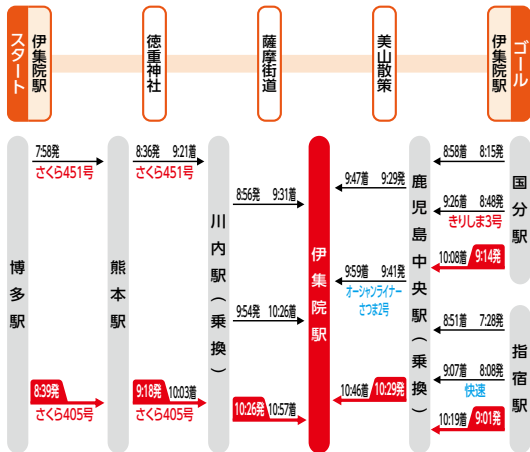 スタート
伊集院駅
徳重神社
薩摩街道
美山散策
伊集院駅
ゴール
博多駅
7:58発
さくら451号
8:39発
さくら405号
熊本駅
8:36発 9:21着
さくら451号
9:18発 10:03着
さくら405号
川内駅(乗換)
8:56発 9:31着
9:54発 10:26着
10:26発 10:57着
伊集院駅
9:47着 9:29発
9:59着 9:41発
オーシャンライナー
さつま2号
10:46着 10:29発
鹿児島中央駅(乗換)
8:58着 8:15発
9:26着 8:48発
きりしま3号
10:08着 9:14発
国分駅
8:51着 7:28発
9:07着 8:08発
快速
10:19着 9:01発
指宿駅